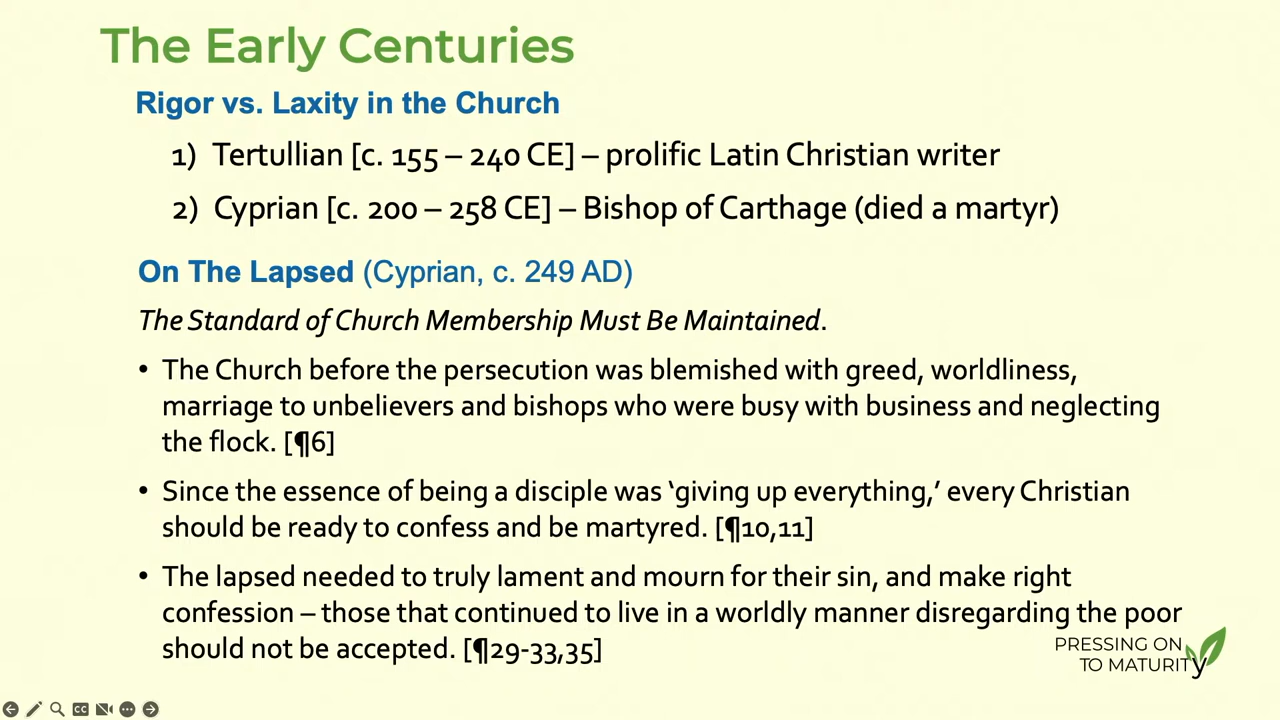 The Early Centuries
Rigor vs. Laxity in the Church
1) Tertullian [c. 155 – 240 CE] – prolific Latin Christian writer
2) Cyprian [c. 200 – 258 CE] – Bishop of Carthage (died a martyr)
On The Lapsed (Cyprian, c. 249 AD)
The Standard of Church Membership Must Be Maintained.
• The Church before the persecution was blemished with greed, worldliness,
marriage to unbelievers and bishops who were busy with business and neglecting
the flock. [¶6]
• Since the essence of being a disciple was ‘giving up everything,’ every Christian
should be ready to confess and be martyred. [¶10,11]
• The lapsed needed to truly lament and mourn for their sin, and make right
confession – those that continued to live in a worldly manner disregarding the poor
should not be accepted. [¶29-33,35]
PRESSING ON
TO MATURITy
CC